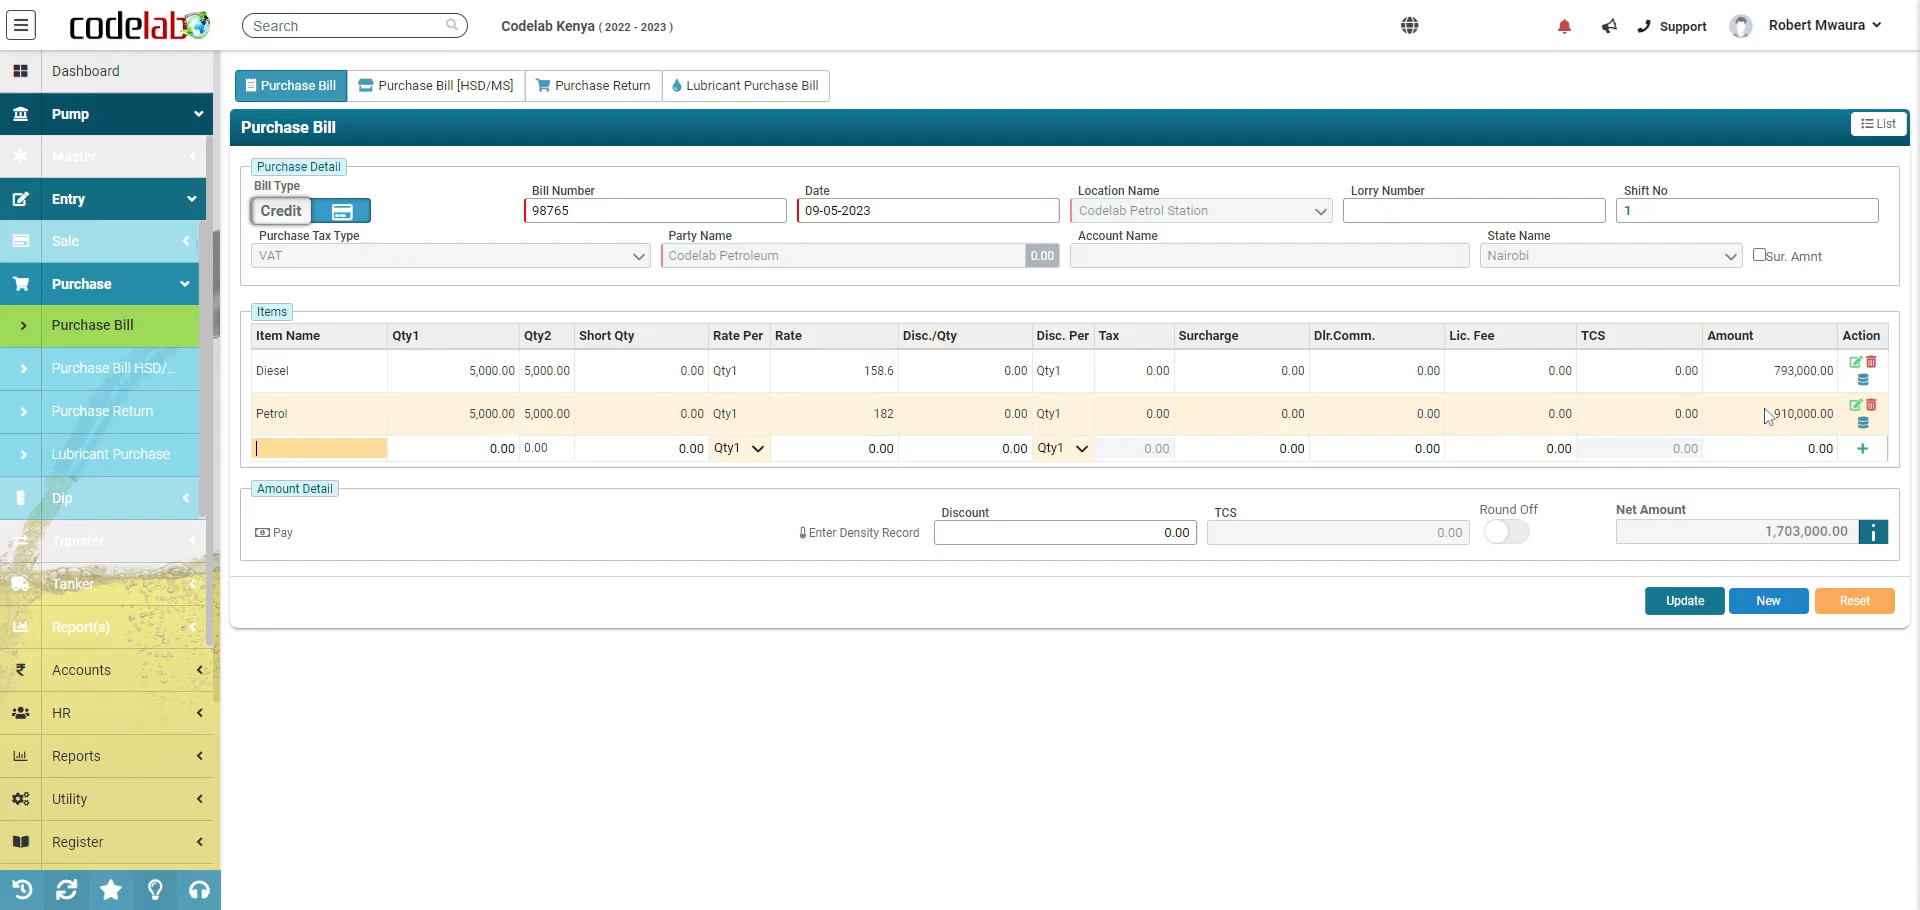 codelab
Search
Codelab Kenya ( 2022 - 2023 )
Support
Robert Mwaura
Dashboard
Pump
Master
Entry
Sale
Purchase
Purchase Bill
Purchase Bill HSD/...
Purchase Return
Lubricant Purchase
Dip
Transfer
Tanker
Report(s)
Accounts
HR
Reports
Utility
Register
Purchase Bill
Purchase Bill [HSD/MS]
Purchase Return
Lubricant Purchase Bill
Purchase Bill
List
Purchase Detail
Bill Type
Credit
Bill Number
98765
Date
09-05-2023
Location Name
Codelab Petrol Station
Lorry Number
Shift No
1
Purchase Tax Type
VAT
Party Name
Codelab Petroleum 0.00
Account Name
State Name
Nairobi
Sur. Amnt
Items
Item Name Qty1 Qty2 Short Qty Rate Per Rate Disc./Qty Disc. Per Tax Surcharge Dlr.Comm. Lic. Fee TCS Amount Action
Diesel 5,000.00 5,000.00 0.00 Qty1 158.6 0.00 Qty1 0.00 0.00 0.00 0.00 0.00 793,000.00
Petrol 5,000.00 5,000.00 0.00 Qty1 182 0.00 Qty1 0.00 0.00 0.00 0.00 0.00 910,000.00
0.00 0.00 0.00 Qty1 0.00 0.00 Qty1 0.00 0.00 0.00 0.00 0.00 0.00
Amount Detail
Pay
Enter Density Record
Discount
0.00
TCS
0.00
Round Off
Net Amount
1,703,000.00
Update New Reset